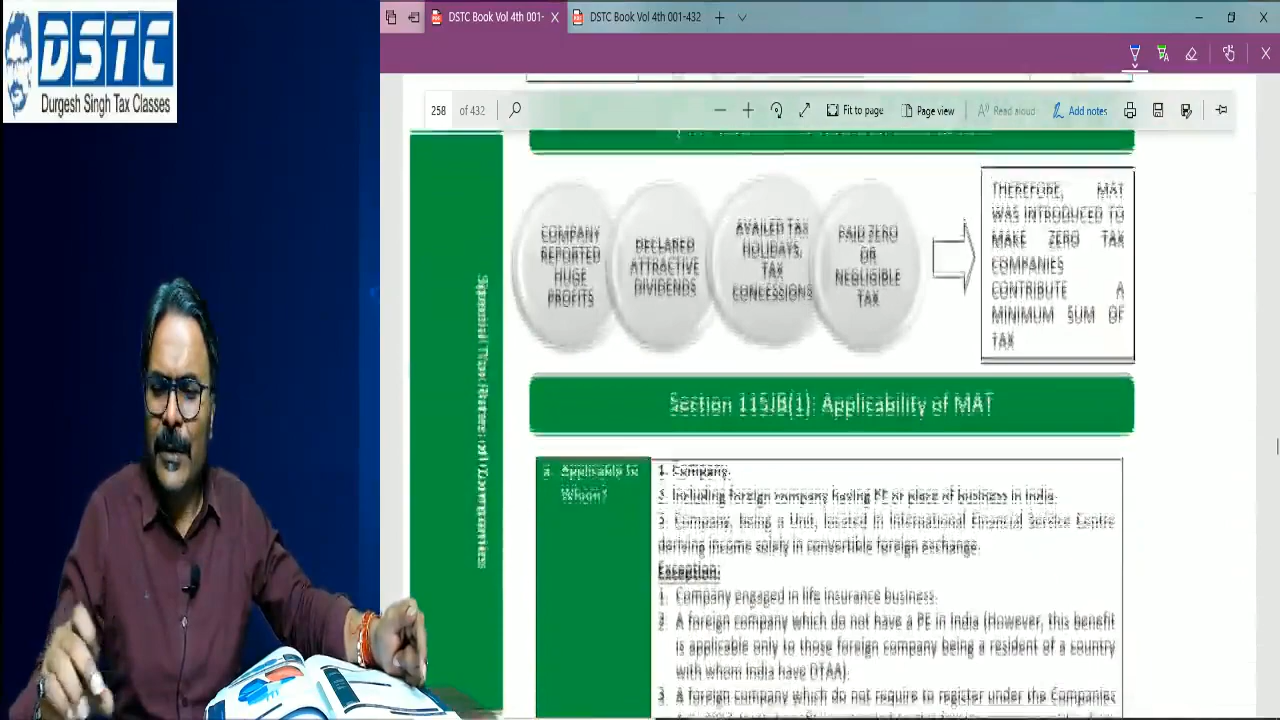 DSTC
Durgesh Singh Tax Classes
DSTC Book Vol 4th 001-
DSTC Book Vol 4th 001-432
258 of 432
Fit to page
Page view
Read aloud
Add notes
COMPANY
REPORTED
HUGE
PROFITS
DECLARED
ATTRACTIVE
DIVIDENDS
AVAILED TAX
HOLIDAYS,
TAX
CONCESSIONS
PAID ZERO
OR
NEGLIGIBLE
TAX
THEREFORE, MAT
WAS INTRODUCED TO
MAKE ZERO TAX
COMPANIES
CONTRIBUTE A
MINIMUM SUM OF
TAX
Special Tax Rates of Companies
Section 115JB(1): Applicability of MAT
a. Applicable to
Whom?
1. Company.
2. Including foreign company having PE or place of business in India.
3. Company, being a Unit, located in International Financial Service Centre
deriving income solely in convertible foreign exchange.
Exception:
1. Company engaged in life insurance business.
2. A foreign company which do not have a PE in India (However, this benefit
is applicable only to those foreign company being a resident of a country
with whom India have DTAA).
3. A foreign company which do not require to register under the Companies